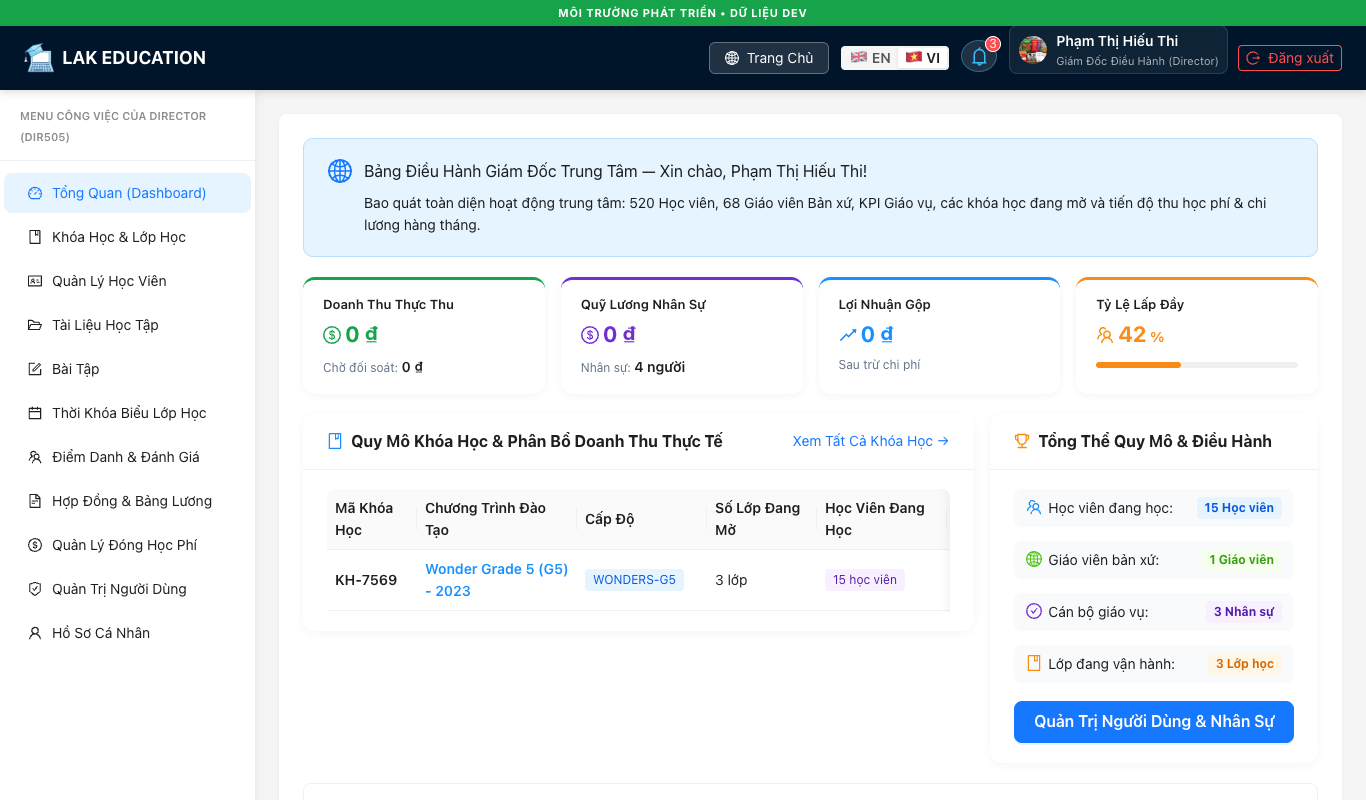 MÔI TRƯỜNG PHÁT TRIỂN • DỮ LIỆU DEV
LAK EDUCATION
Trang Chủ
EN
VI
3
Phạm Thị Hiếu Thi
Giám Đốc Điều Hành (Director)
Đăng xuất
MENU CÔNG VIỆC CỦA DIRECTOR
(DIR505)
Tổng Quan (Dashboard)
Khóa Học & Lớp Học
Quản Lý Học Viên
Tài Liệu Học Tập
Bài Tập
Thời Khóa Biểu Lớp Học
Điểm Danh & Đánh Giá
Hợp Đồng & Bảng Lương
Quản Lý Đóng Học Phí
Quản Trị Người Dùng
Hồ Sơ Cá Nhân
Bảng Điều Hành Giám Đốc Trung Tâm — Xin chào, Phạm Thị Hiếu Thi!
Bao quát toàn diện hoạt động trung tâm: 520 Học viên, 68 Giáo viên Bản xứ, KPI Giáo vụ, các khóa học đang mở và tiến độ thu học phí & chi
lương hàng tháng.
Doanh Thu Thực Thu
0 ₫
Chờ đối soát: 0 ₫
Quỹ Lương Nhân Sự
0 ₫
Nhân sự: 4 người
Lợi Nhuận Gộp
0 ₫
Sau trừ chi phí
Tỷ Lệ Lấp Đầy
42 %
Quy Mô Khóa Học & Phân Bổ Doanh Thu Thực Tế
Xem Tất Cả Khóa Học →
Mã Khóa
Học
Chương Trình Đào
Tạo
Cấp Độ
Số Lớp Đang
Mở
Học Viên Đang
Học
KH-7569
Wonder Grade 5 (G5)
- 2023
WONDERS-G5
3 lớp
15 học viên
Tổng Thể Quy Mô & Điều Hành
Học viên đang học:
15 Học viên
Giáo viên bản xứ:
1 Giáo viên
Cán bộ giáo vụ:
3 Nhân sự
Lớp đang vận hành:
3 Lớp học
Quản Trị Người Dùng & Nhân Sự